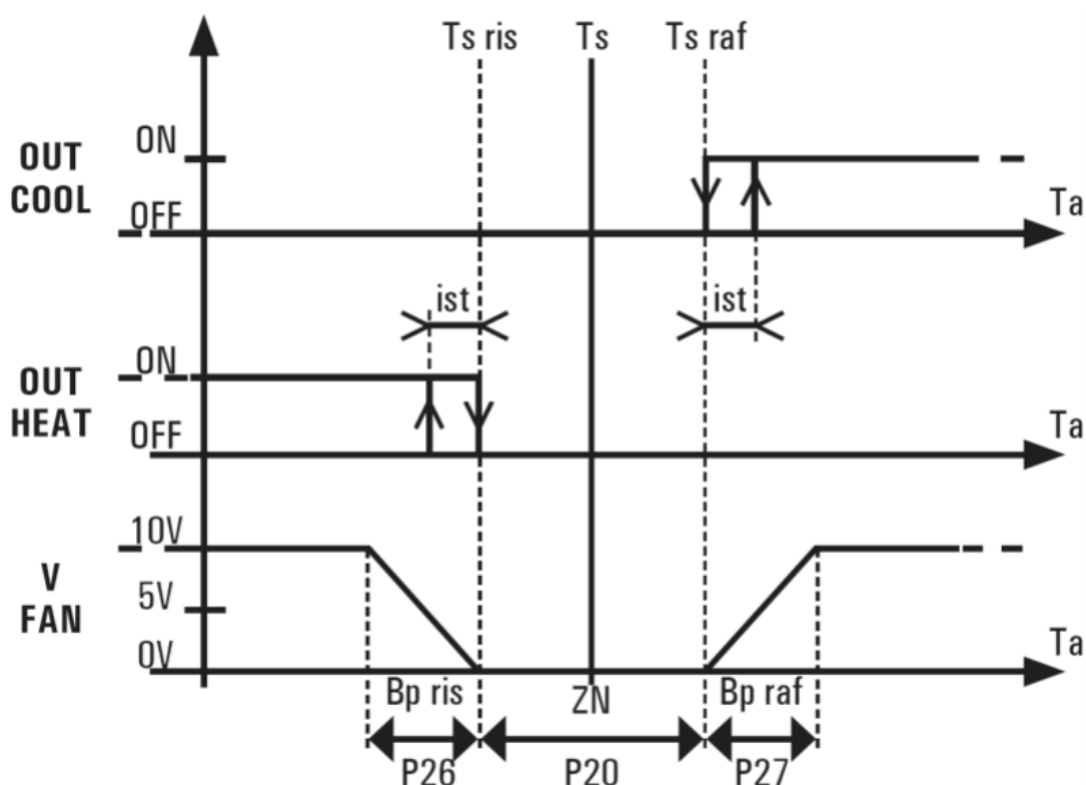 Ts ris Ts Ts raf
ON
OUT
COOL
OFF
Ta
ist ist
ON
OUT
HEAT
OFF
Ta
10V
V
FAN
5V
0V
Ta
Bp ris ZN Bp raf
P26 P20 P27